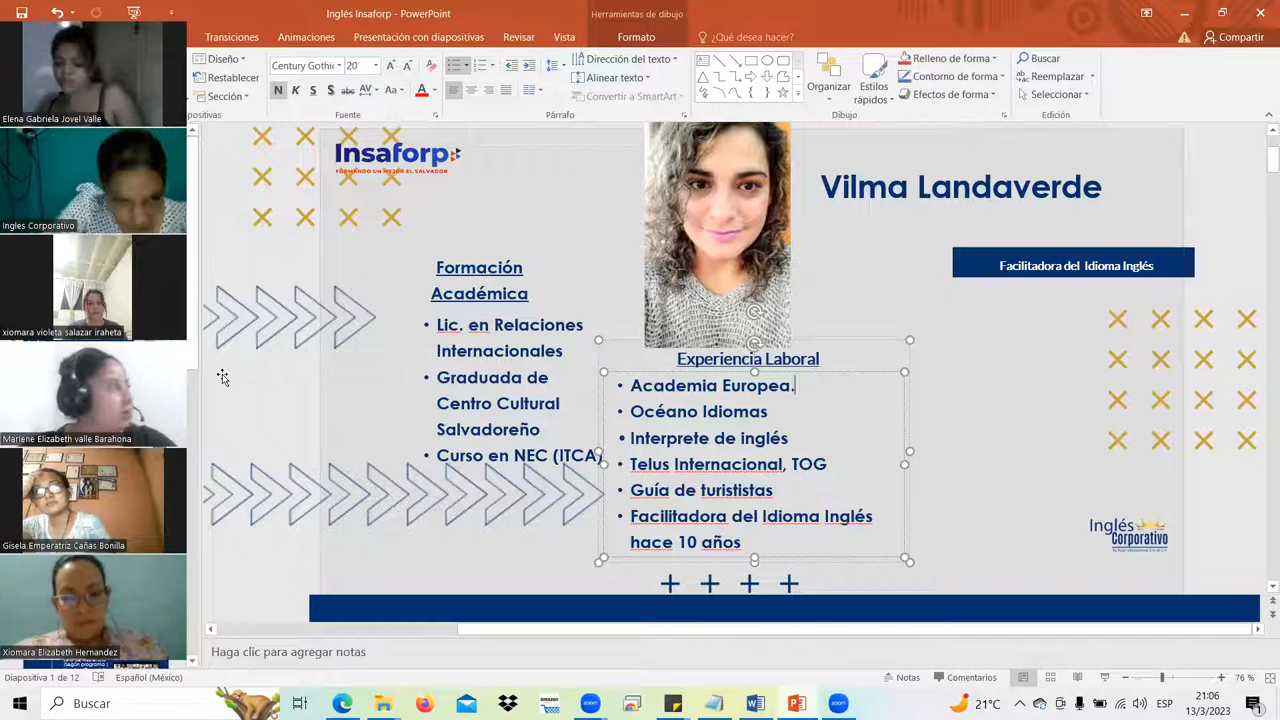 Inglés Insaforp - PowerPoint
Herramientas de dibujo
Transiciones
Animaciones
Presentación con diapositivas
Revisar
Vista
Formato
¿Qué desea hacer?
Compartir
Diseño
Restablecer
Sección
Century Gothic
20
Dirección del texto
Alinear texto
Convertir a SmartArt
Organizar
Estilos
rápidos
Relleno de forma
Contorno de forma
Efectos de forma
Buscar
Reemplazar
Seleccionar
positivas
Fuente
Párrafo
Dibujo
Edición
Elena Gabriela Jovel Valle
Ingles Corporativo
xiomara violeta salazar iraheta
Marlene Elizabeth valle Barahona
Gisela Emperatriz Cañas Bonilla
Xiomara Elizabeth Hernandez
Insaforp
FORMANDO UN MEJOR EL SALVADOR
Vilma Landaverde
Facilitadora del Idioma Inglés
Formación
Académica
• Lic. en Relaciones
Internacionales
• Graduada de
Centro Cultural
Salvadoreño
• Curso en NEC (ITCA)
Experiencia Laboral
• Academia Europea.
• Océano Idiomas
• Interprete de inglés
• Telus Internacional, TOG
• Guía de turististas
• Facilitadora del Idioma Inglés
hace 10 años
Inglés
Corporativo
Haga clic para agregar notas
Diapositiva 1 de 12
Español (México)
Notas
Comentarios
76 %
Buscar
21°C
ESP
21:06
13/3/2023